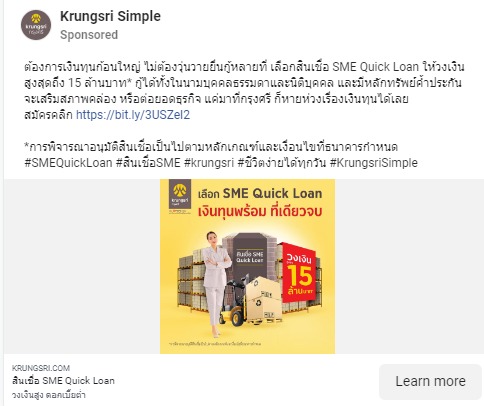 Krungsri Simple
Sponsored
ต้องการเงินทุนก้อนใหญ่ ไม่ต้องวุ่นวายยื่นกู้หลายที่ เลือกสินเชื่อ SME Quick Loan ให้วงเงิน
สูงสุดถึง 15 ล้านบาท* กู้ได้ทั้งในนามบุคคลธรรมดาและนิติบุคคล และมีหลักทรัพย์ค้ำประกัน
จะเสริมสภาพคล่อง หรือต่อยอดธุรกิจ แค่มาที่กรุงศรี ก็หายห่วงเรื่องเงินทุนได้เลย
สมัครคลิก https://bit.ly/3USZeI2
*การพิจารณาอนุมัติสินเชื่อเป็นไปตามหลักเกณฑ์และเงื่อนไขที่ธนาคารกำหนด
#SMEQuickLoan #สินเชื่อSME #krungsri #ชีวิตง่ายได้ทุกวัน #KrungsriSimple
krungsri
กรุงศรี
เลือก SME Quick Loan
เงินทุนพร้อม ที่เดียวจบ
สินเชื่อ SME
Quick Loan
วงเงิน
15
ล้านบาท*
KRUNGSRI.COM
สินเชื่อ SME Quick Loan
วงเงินสูง ดอกเบี้ยต่ำ
Learn more